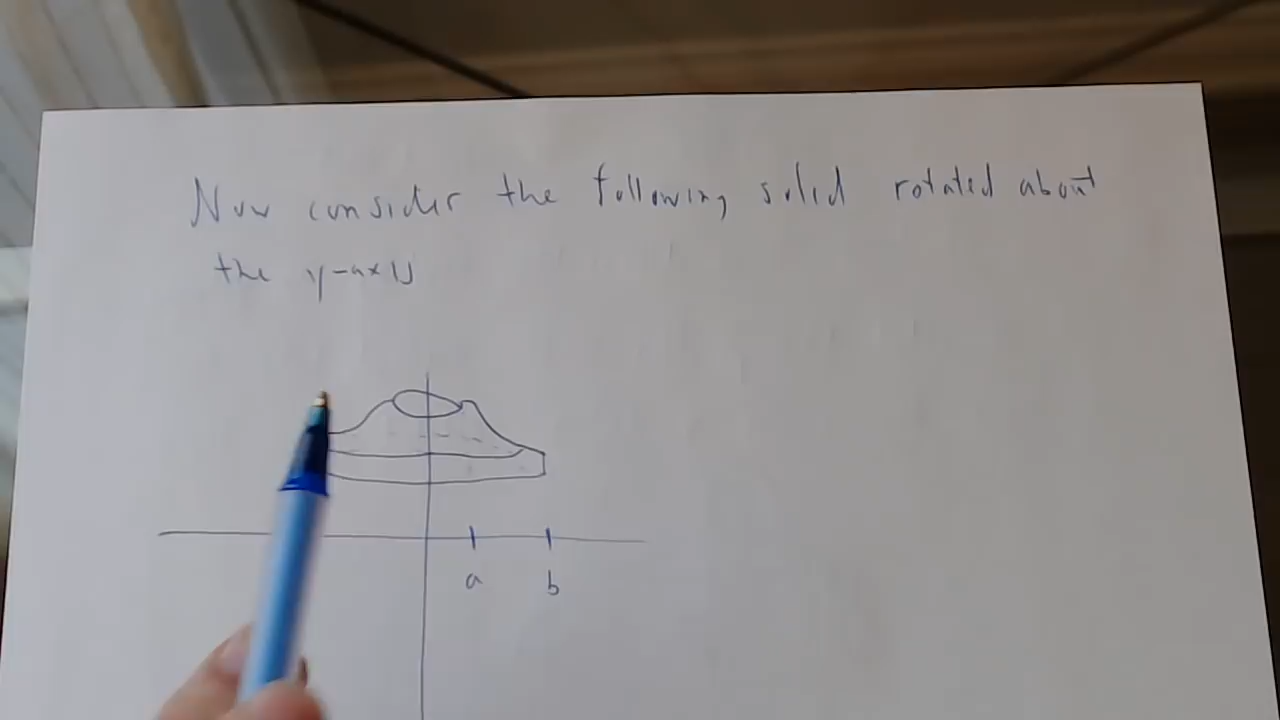 Now consider the following solid rotated about
the y-axis
a
b